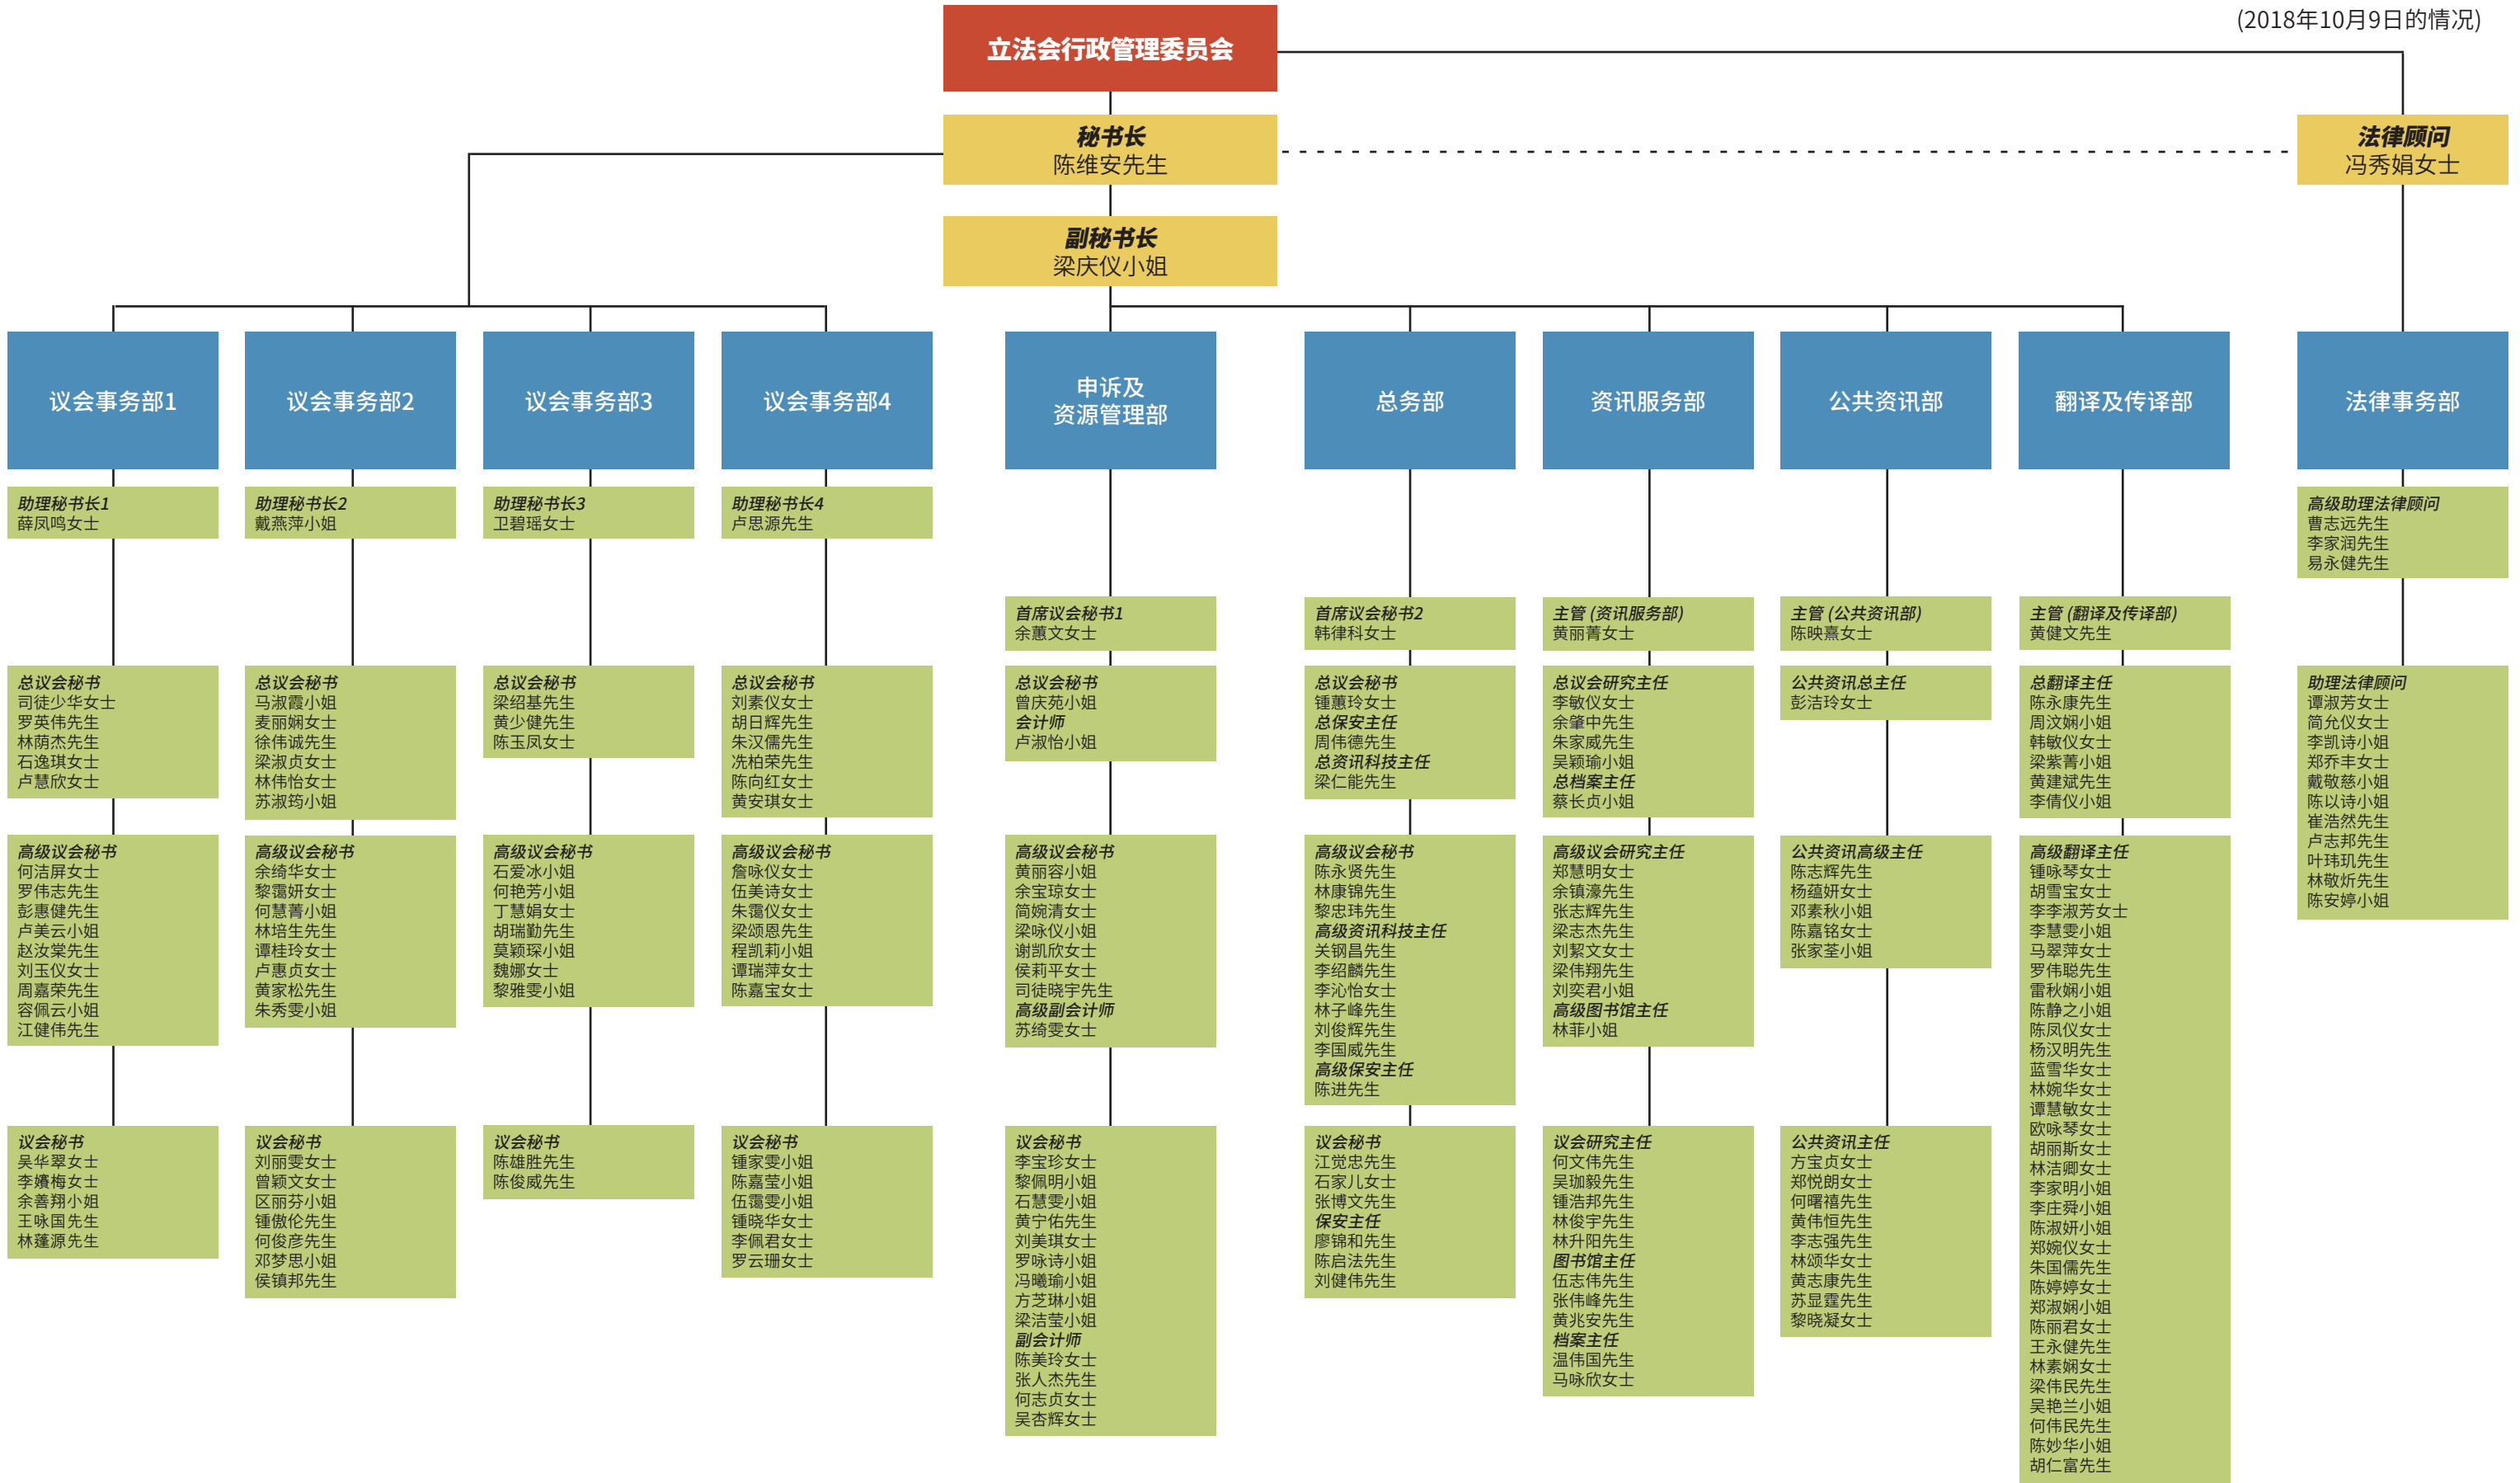 (2018年10月9日的情况)
立法会行政管理委员会
秘书长
陈维安先生
法律顾问
冯秀娟女士
副秘书长
梁庆仪小姐
议会事务部1
议会事务部2
议会事务部3
议会事务部4
申诉及
资源管理部
总务部
资讯服务部
公共资讯部
翻译及传译部
法律事务部
助理秘书长1
薛凤鸣女士
总议会秘书
司徒少华女士
罗英伟先生
林荫杰先生
石逸琪女士
卢慧欣女士
高级议会秘书
何洁屏女士
罗伟志先生
彭惠健先生
卢美云小姐
赵汝棠先生
刘玉仪女士
周嘉荣先生
容佩云小姐
江健伟先生
议会秘书
吴华翠女士
李嬪梅女士
余善翔小姐
王咏国先生
林蓬源先生
助理秘书长2
戴燕萍小姐
总议会秘书
马淑霞小姐
麦丽娴女士
徐伟诚先生
梁淑贞女士
林伟怡女士
苏淑筠小姐
高级议会秘书
余绮华女士
黎霭妍女士
何慧菁小姐
林培生先生
谭桂玲女士
卢惠贞女士
黄家松先生
朱秀雯小姐
议会秘书
刘丽雯女士
曾颖文女士
区丽芬小姐
锺傲伦先生
何俊彦先生
邓梦思小姐
侯镇邦先生
助理秘书长3
卫碧瑶女士
总议会秘书
梁绍基先生
黄少健先生
陈玉凤女士
高级议会秘书
石爱冰小姐
何艳芳小姐
丁慧娟女士
胡瑞勤先生
莫颖琛小姐
魏娜女士
黎雅雯小姐
议会秘书
陈雄胜先生
陈俊威先生
助理秘书长4
卢思源先生
总议会秘书
刘素仪女士
胡日辉先生
朱汉儒先生
冼柏荣先生
陈向红女士
黄安琪女士
高级议会秘书
詹咏仪女士
伍美诗女士
朱霭仪女士
梁颂恩先生
程凯莉小姐
谭瑞萍女士
陈嘉宝女士
议会秘书
锺家雯小姐
陈嘉莹小姐
伍霭雯小姐
锺晓华女士
李佩君女士
罗云珊女士
首席议会秘书1
余蕙文女士
总议会秘书
曾庆苑小姐
会计师
卢淑怡小姐
高级议会秘书
黄丽容小姐
余宝琼女士
简婉清女士
梁咏仪小姐
谢凯欣女士
侯莉平女士
司徒晓宇先生
高级副会计师
苏绮雯女士
议会秘书
李宝珍女士
黎佩明小姐
石慧雯小姐
黄宁佑先生
刘美琪女士
罗咏诗小姐
冯曦瑜小姐
方芝琳小姐
梁洁莹小姐
副会计师
陈美玲女士
张人杰先生
何志贞女士
吴杏辉女士
首席议会秘书2
韩律科女士
总议会秘书
锺蕙玲女士
总保安主任
周伟德先生
总资讯科技主任
梁仁能先生
高级议会秘书
陈永贤先生
林康锦先生
黎忠玮先生
高级资讯科技主任
关钢昌先生
李绍麟先生
李沁怡女士
林子峰先生
刘俊辉先生
李国威先生
高级保安主任
陈进先生
议会秘书
江觉忠先生
石家儿女士
张博文先生
保安主任
廖锦和先生
陈启法先生
刘健伟先生
主管 (资讯服务部)
黄丽菁女士
总议会研究主任
李敏仪女士
余肇中先生
朱家威先生
吴颖瑜小姐
总档案主任
蔡长贞小姐
高级议会研究主任
郑慧明女士
余镇濠先生
张志辉先生
梁志杰先生
刘絜文女士
梁伟翔先生
刘奕君小姐
高级图书馆主任
林菲小姐
议会研究主任
何文伟先生
吴珈毅先生
锺浩邦先生
林俊宇先生
林升阳先生
图书馆主任
伍志伟先生
张伟峰先生
黄兆安先生
档案主任
温伟国先生
马咏欣女士
主管 (公共资讯部)
陈映熹女士
公共资讯总主任
彭洁玲女士
公共资讯高级主任
陈志辉先生
杨蕴妍女士
邓素秋小姐
陈嘉铭女士
张家荃小姐
公共资讯主任
方宝贞女士
郑悦朗女士
何曙禧先生
黄伟恒先生
李志强先生
林颂华女士
黄志康先生
苏显霆先生
黎晓凝女士
主管 (翻译及传译部)
黄健文先生
总翻译主任
陈永康先生
周汶娴小姐
韩敏仪女士
梁紫菁小姐
黄建斌先生
李倩仪小姐
高级翻译主任
锺咏琴女士
胡雪宝女士
李李淑芳女士
李慧雯小姐
马翠萍女士
罗伟聪先生
雷秋娴小姐
陈静之小姐
陈凤仪女士
杨汉明先生
蓝雪华女士
林婉华女士
谭慧敏女士
欧咏琴女士
胡丽斯女士
林洁卿女士
李家明小姐
李庄舜小姐
陈淑妍小姐
郑婉仪女士
朱国儒先生
陈婷婷女士
郑淑娴小姐
陈丽君女士
王永健先生
林素娴女士
梁伟民先生
吴艳兰小姐
何伟民先生
陈妙华小姐
胡仁富先生
高级助理法律顾问
曹志远先生
李家润先生
易永健先生
助理法律顾问
谭淑芳女士
简允仪女士
李凯诗小姐
郑乔丰女士
戴敬慈小姐
陈以诗小姐
崔浩然先生
卢志邦先生
叶玮玑先生
林敬炘先生
陈安婷小姐